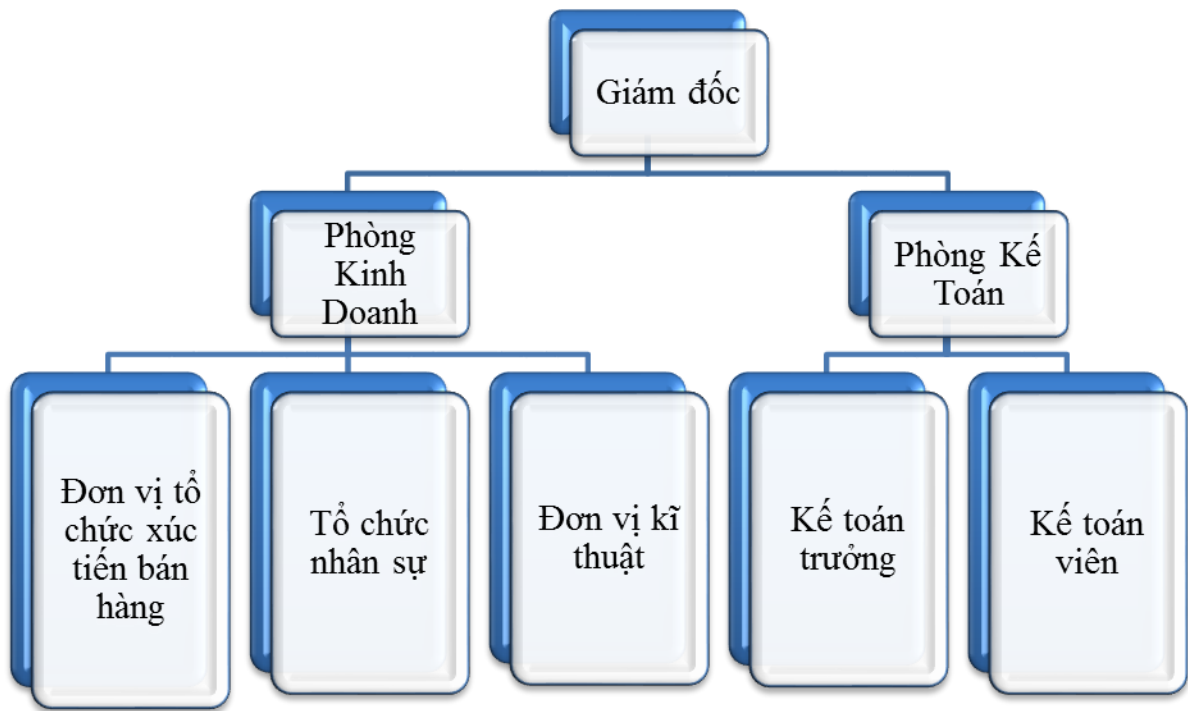 Giám đốc
Phòng
Kinh
Doanh
Phòng Kế
Toán
Đơn vị tổ
chức xúc
tiến bán
hàng
Tổ chức
nhân sự
Đơn vị kĩ
thuật
Kế toán
trưởng
Kế toán
viên